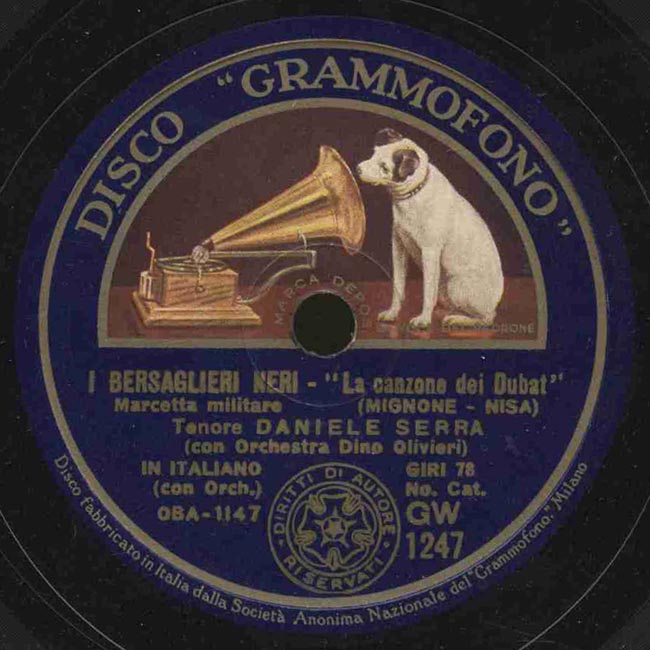 DISCO "GRAMMOFONO"
MARCA DEPOS
PADRONE
I BERSAGLIERI NERI - "La canzone dei Dubat"
Marcetta militare (MIGNONE - NISA)
Tenore DANIELE SERRA
(con Orchestra Dino Olivieri)
IN ITALIANO GIRI 78
(con Orch.) No. Cat.
OBA-1147 GW
1247
DIRITTI DI AUTORE
RISERVATI
Disco fabbricato in Italia dalla Società Anonima Nazionale del "Grammofono." Milano